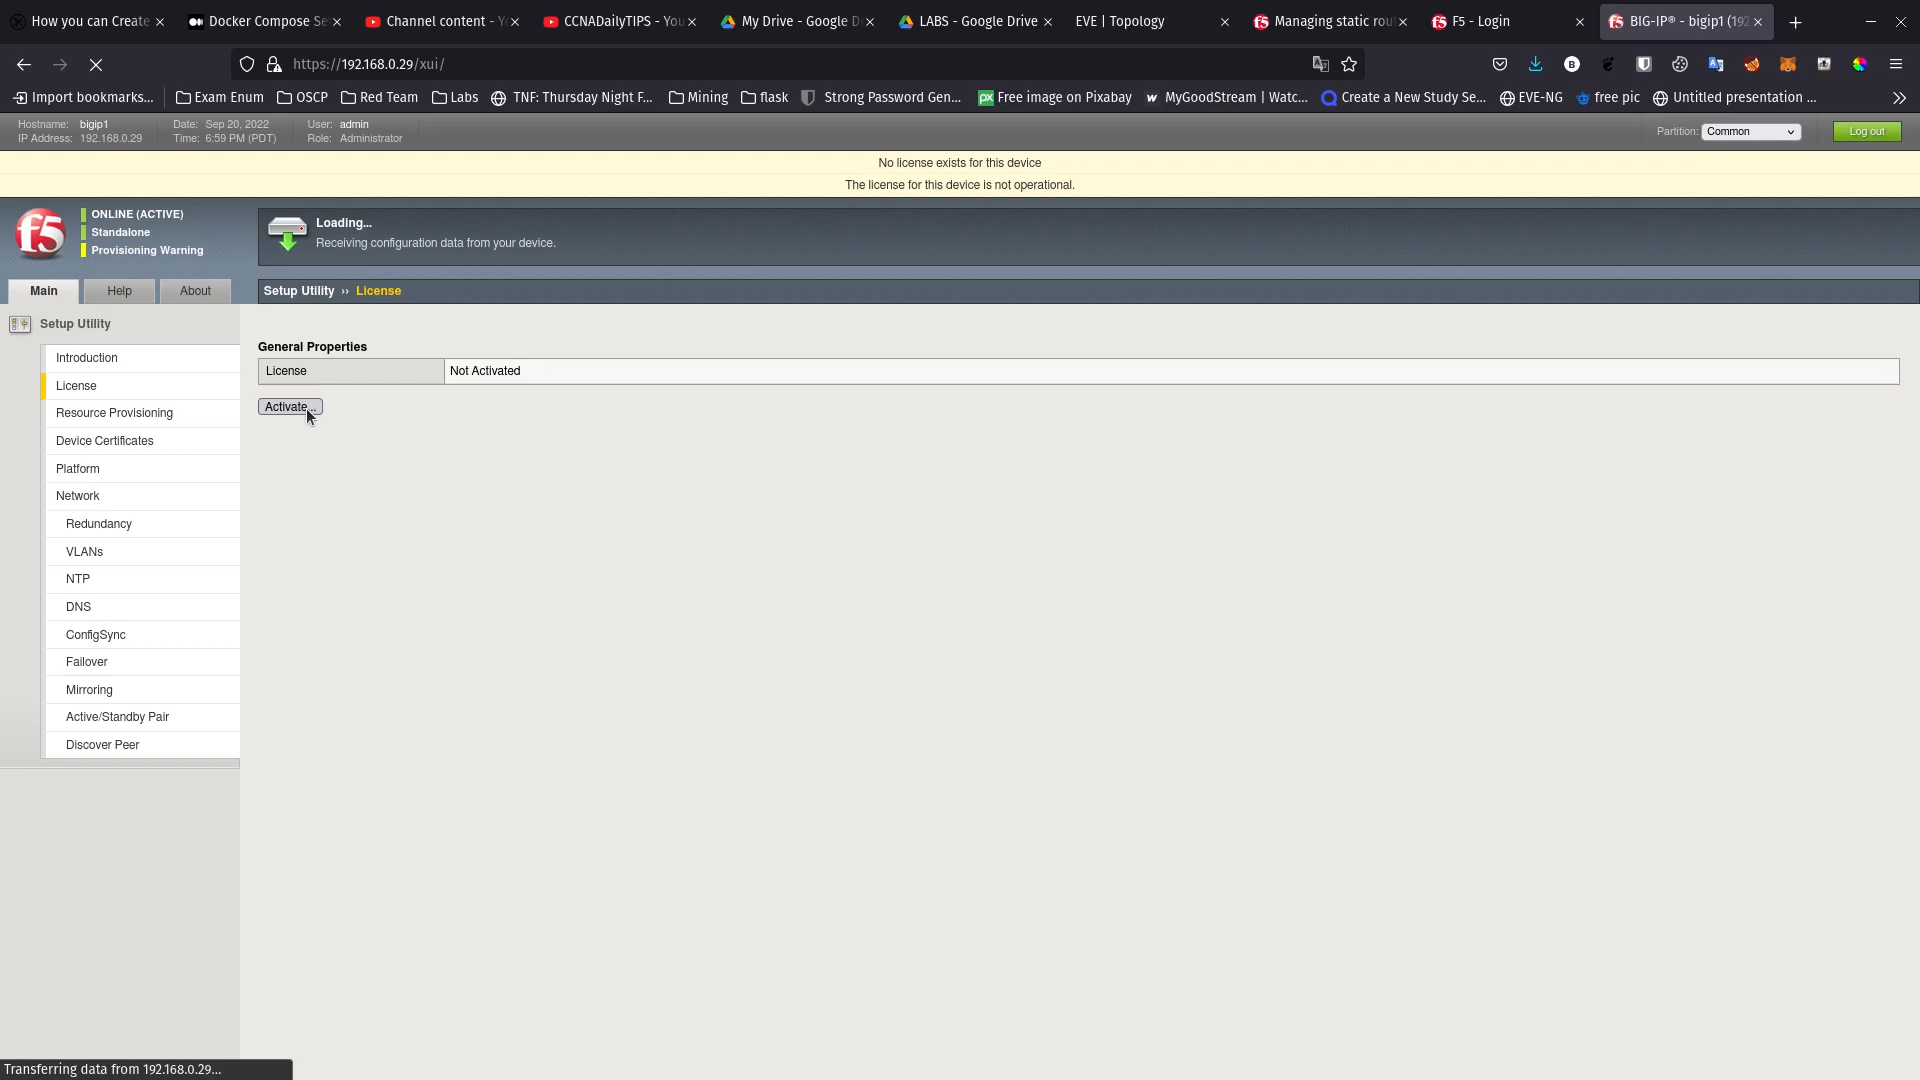 How you can Create
Docker Compose Se
Channel content - Y
CCNADailyTIPS - You
My Drive - Google D
LABS - Google Drive
EVE | Topology
Managing static rou
F5 - Login
BIG-IP® - bigip1 (192
https://192.168.0.29/xui/
Import bookmarks...
Exam Enum
OSCP
Red Team
Labs
TNF: Thursday Night F...
Mining
flask
Strong Password Gen...
Free image on Pixabay
MyGoodStream | Watc...
Create a New Study Se...
EVE-NG
free pic
Untitled presentation ...
Hostname: bigip1
IP Address: 192.168.0.29
Date: Sep 20, 2022
Time: 6:59 PM (PDT)
User: admin
Role: Administrator
Partition: Common
Log out
No license exists for this device
The license for this device is not operational.
f5
ONLINE (ACTIVE)
Standalone
Provisioning Warning
Loading...
Receiving configuration data from your device.
Main
Help
About
Setup Utility ›› License
Setup Utility
Introduction
License
Resource Provisioning
Device Certificates
Platform
Network
Redundancy
VLANs
NTP
DNS
ConfigSync
Failover
Mirroring
Active/Standby Pair
Discover Peer
General Properties
License
Not Activated
Activate...
Transferring data from 192.168.0.29...